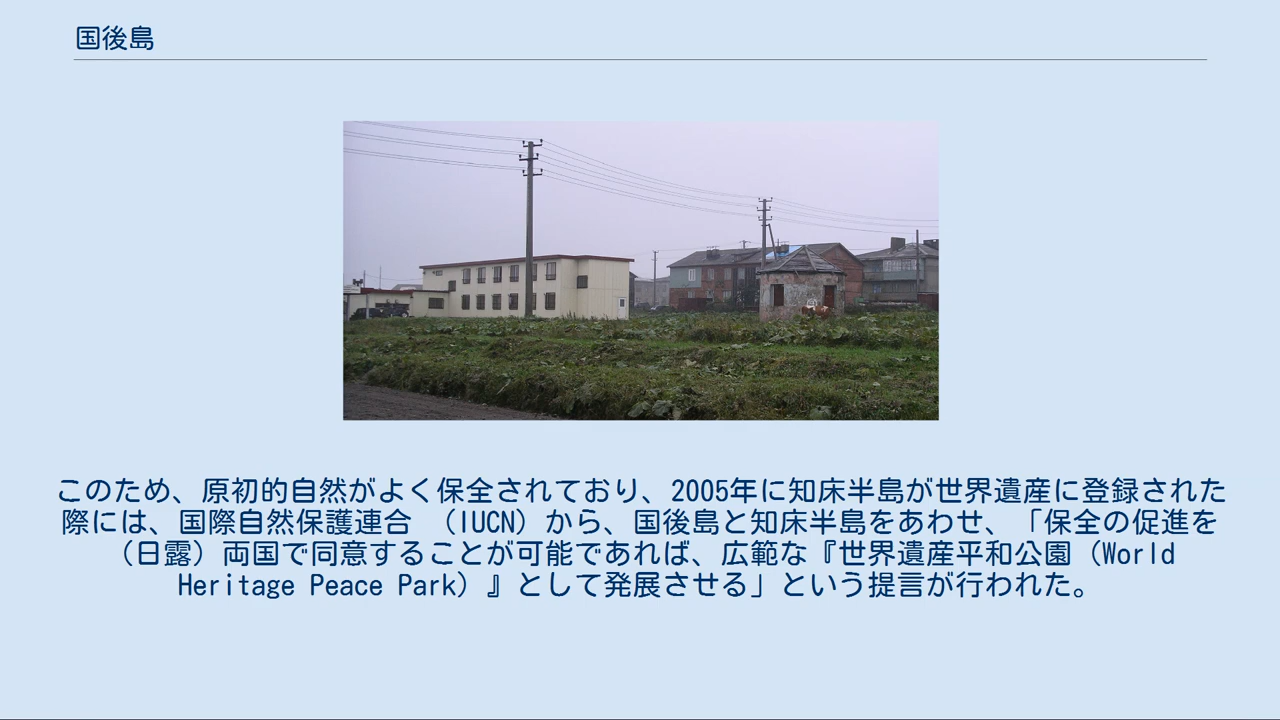 国後島
このため、原初的自然がよく保全されており、2005年に知床半島が世界遺産に登録された
際には、国際自然保護連合 （IUCN）から、国後島と知床半島をあわせ、「保全の促進を
（日露）両国で同意することが可能であれば、広範な『世界遺産平和公園（World
Heritage Peace Park）』として発展させる」という提言が行われた。